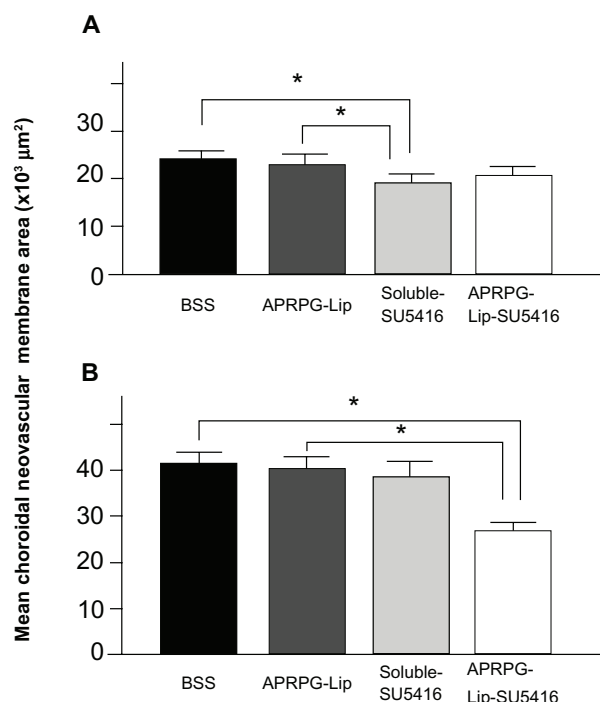 A
Mean choroidal neovascular membrane area (x10³ µm²)
*
*
30
20
10
0
BSS
APRPG-Lip
Soluble-
SU5416
APRPG-
Lip-SU5416
B
*
*
40
30
20
10
0
BSS
APRPG-Lip
Soluble-
SU5416
APRPG-
Lip-SU5416